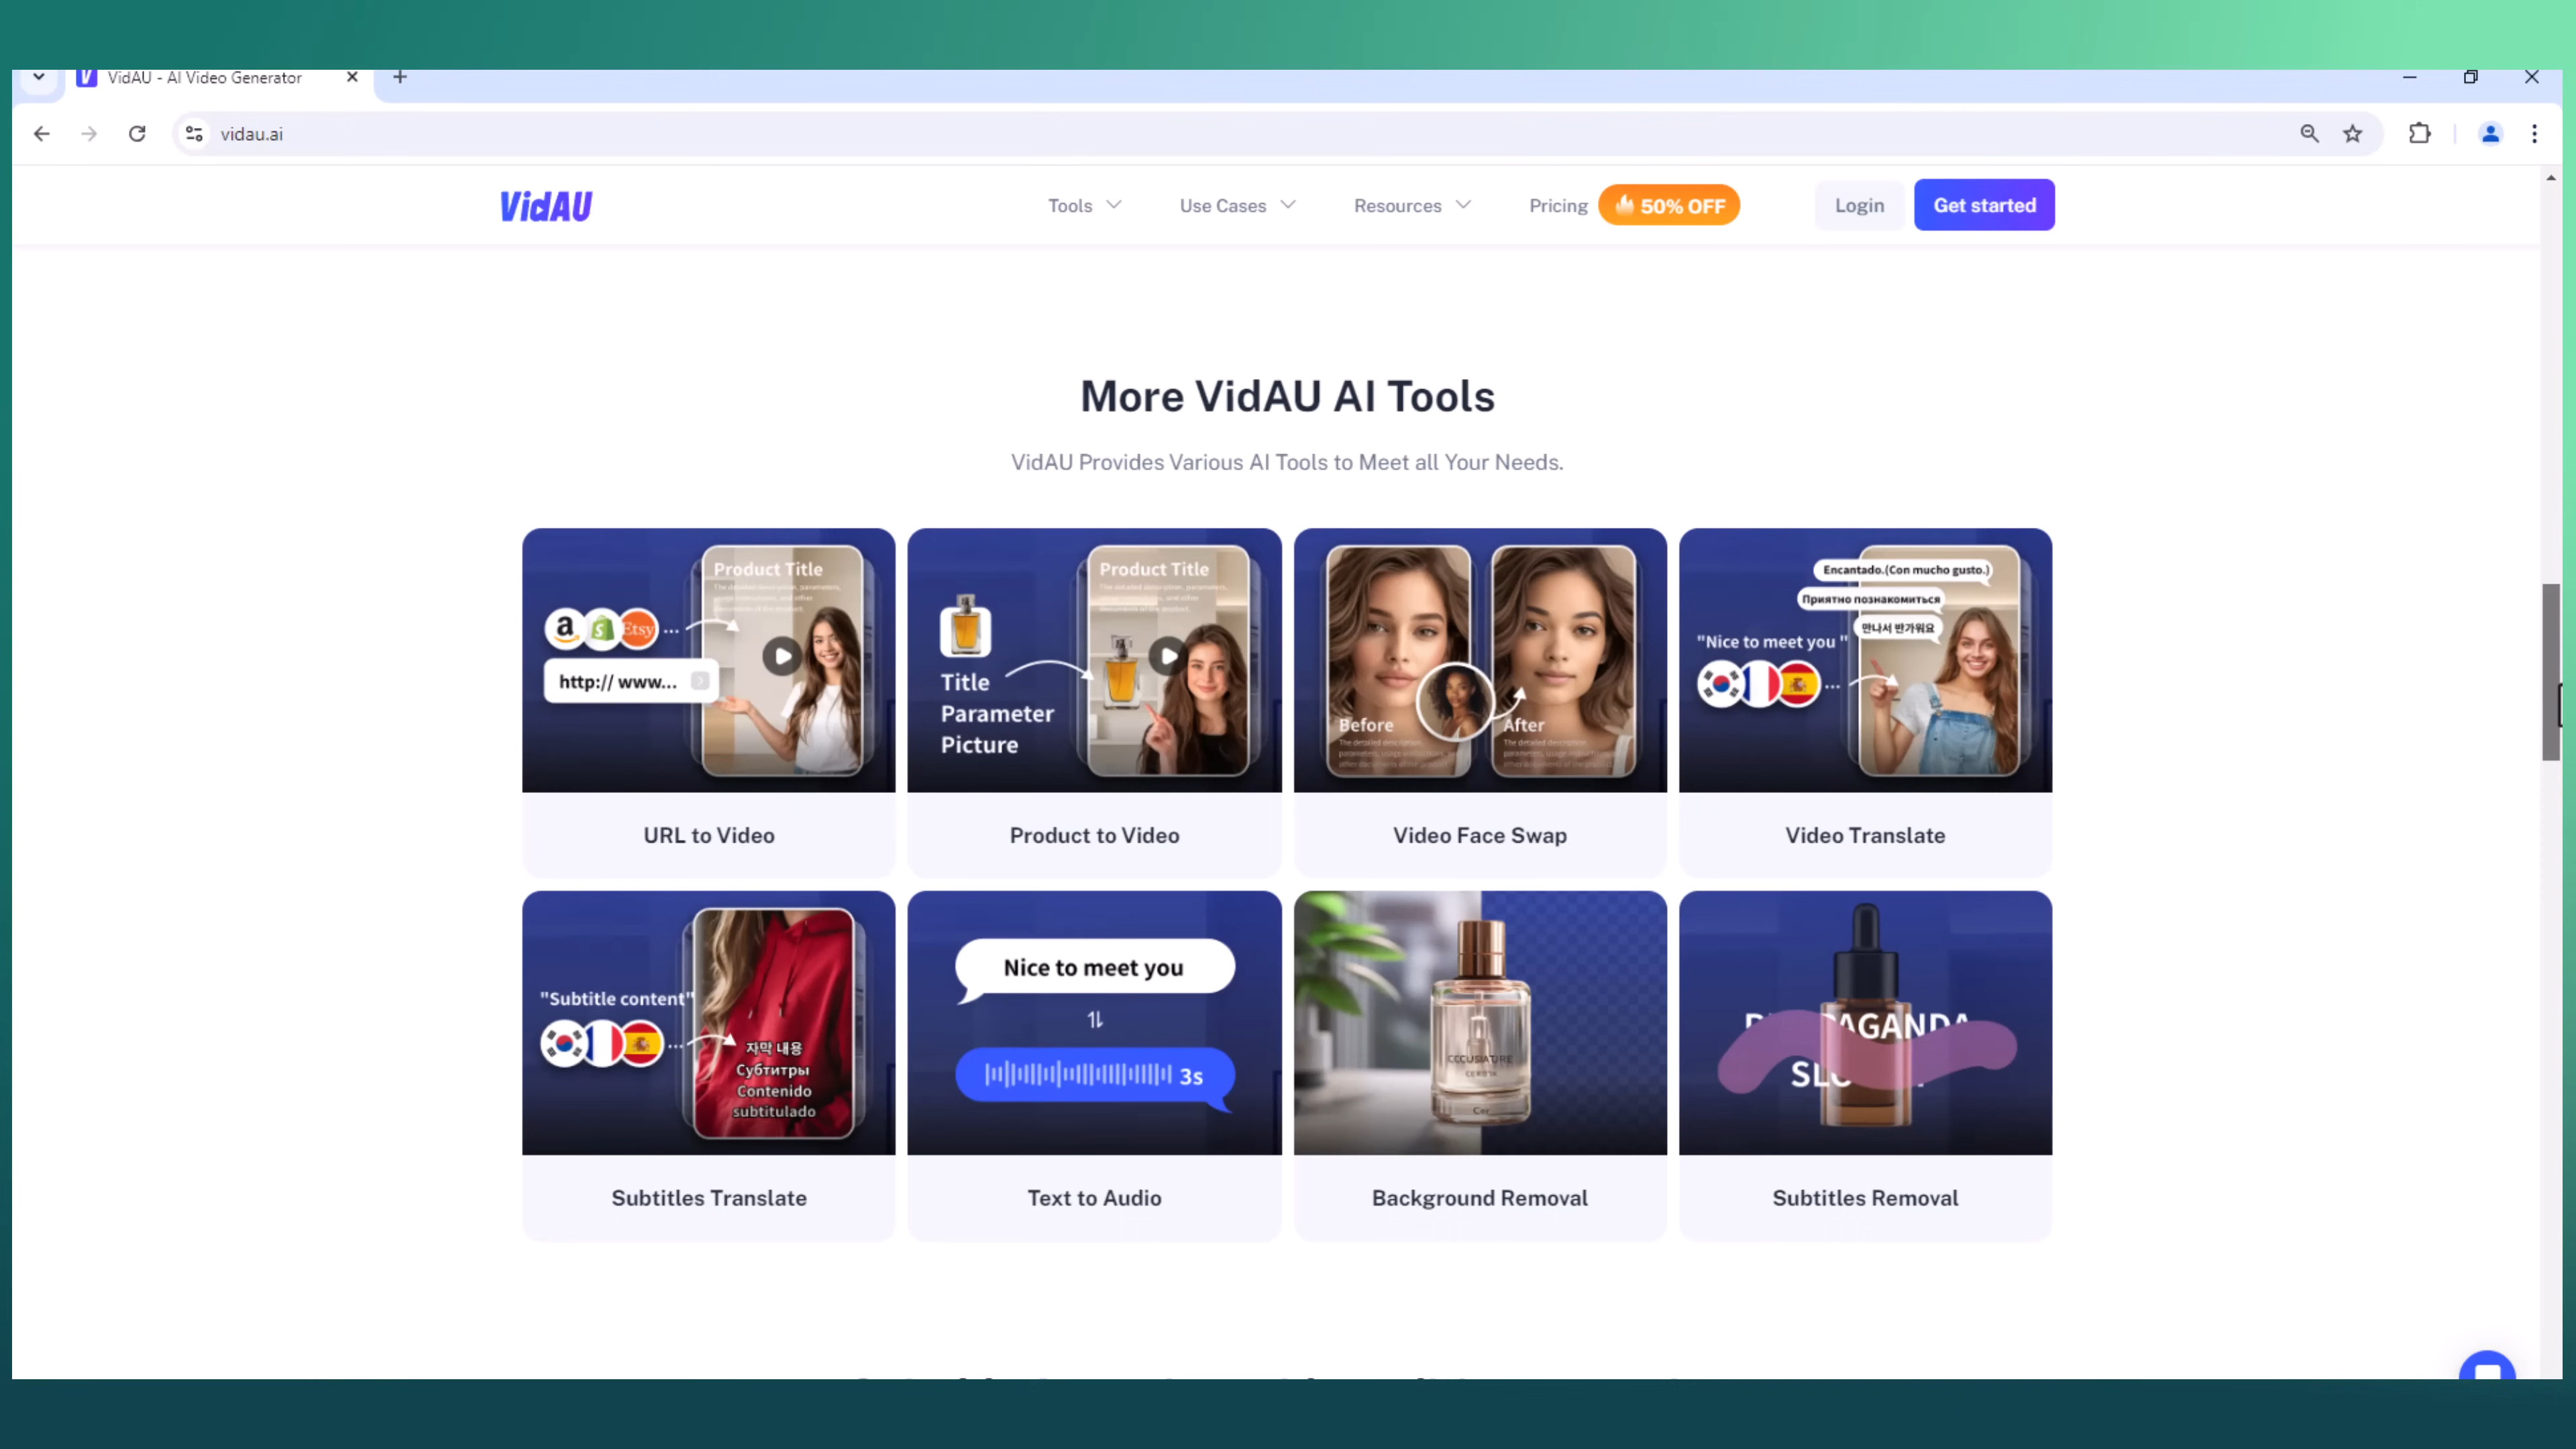 VidAU - AI Video Generator
vidau.ai
VidAU
Tools
Use Cases
Resources
Pricing
50% OFF
Login
Get started
More VidAU AI Tools
VidAU Provides Various AI Tools to Meet all Your Needs.
Product Title
a
Etsy
...
http:// www...
URL to Video
Product Title
Title
Parameter
Picture
Product to Video
Before
After
Video Face Swap
Encantado.(Con mucho gusto.)
Приятно познакомиться
만나서 반가워요
"Nice to meet you "
...
Video Translate
"Subtitle content"
...
자막 내용
Субтитры
Contenido
subtitulado
Subtitles Translate
Nice to meet you
3s
Text to Audio
Background Removal
Subtitles Removal